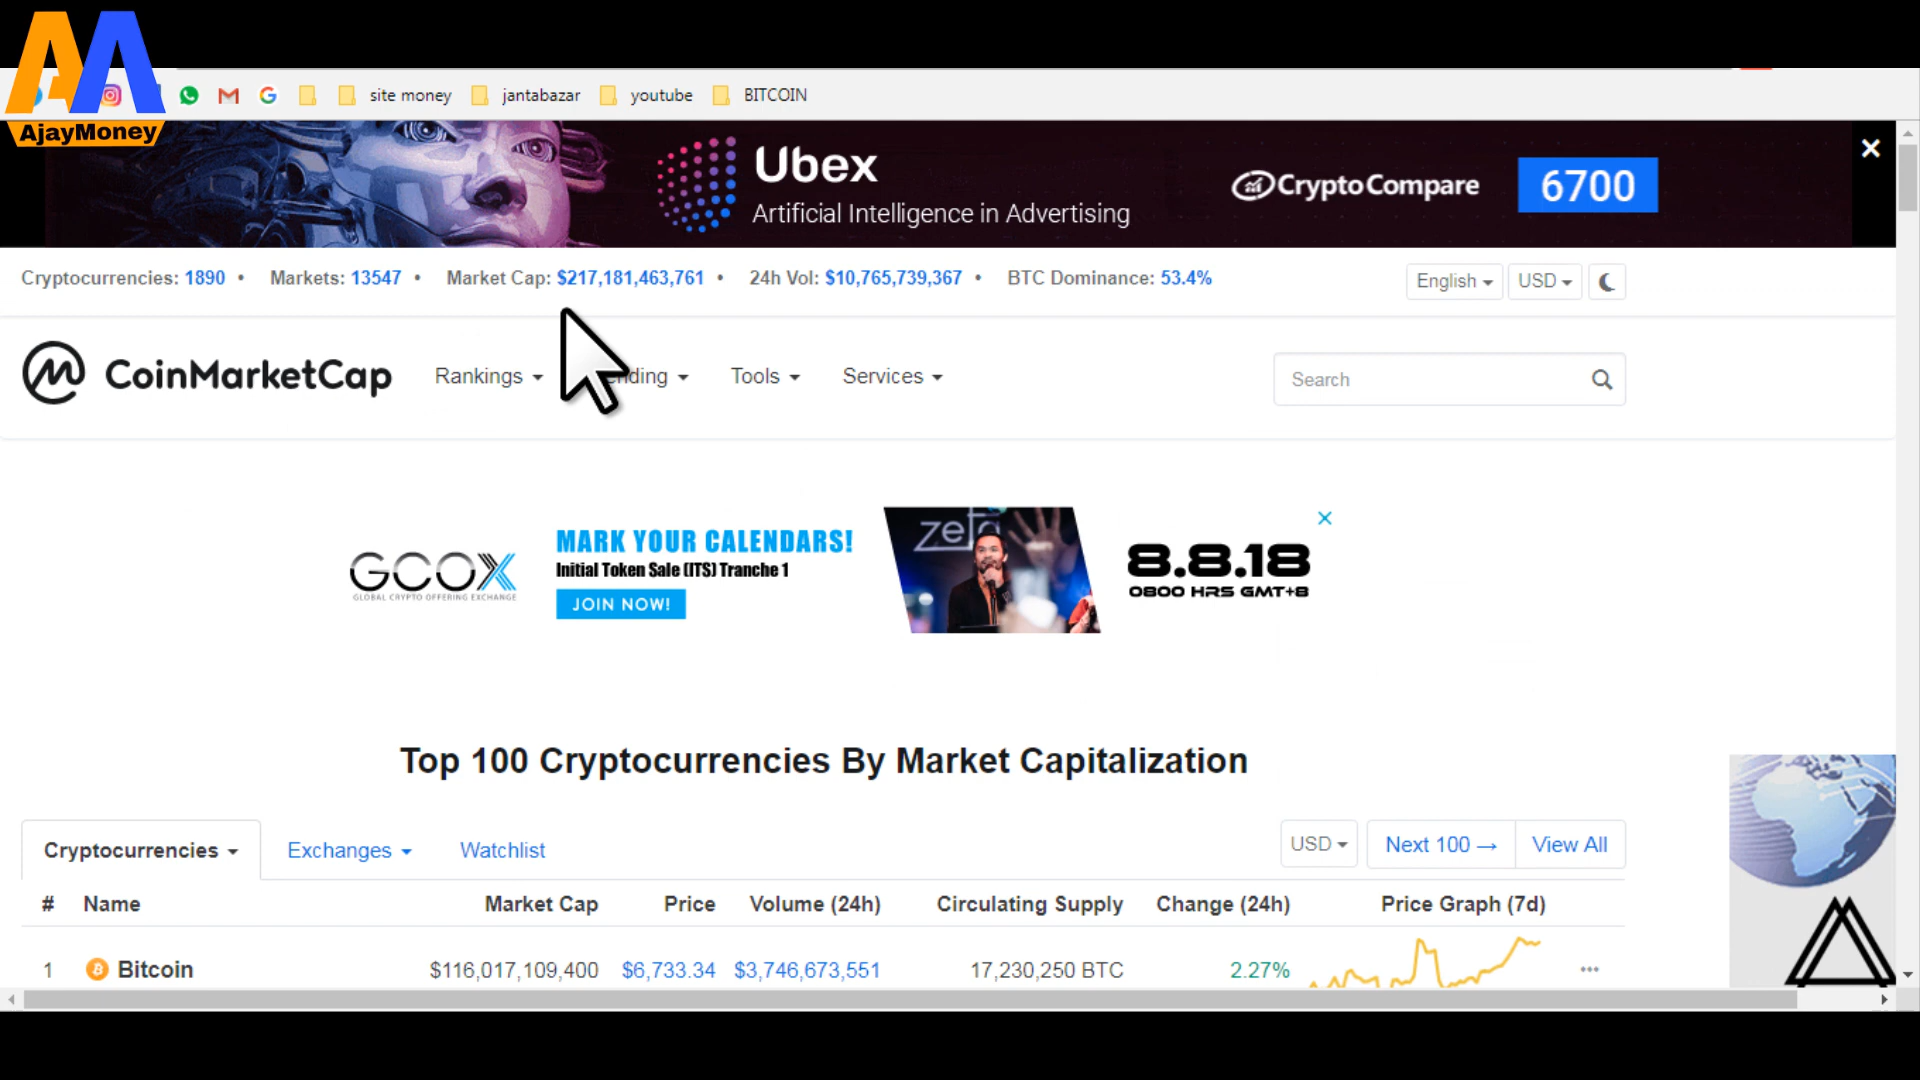 AjayMoney
site money
jantabazar
youtube
BITCOIN
Ubex
Artificial Intelligence in Advertising
CryptoCompare
6700
Cryptocurrencies: 1890 • Markets: 13547 • Market Cap: $217,181,463,761 • 24h Vol: $10,765,739,367 • BTC Dominance: 53.4%
English
USD
CoinMarketCap
Rankings
Tools
Services
Search
GCOX
GLOBAL CRYPTO OFFERING EXCHANGE
MARK YOUR CALENDARS!
Initial Token Sale (ITS) Tranche 1
JOIN NOW!
8.8.18
0800 HRS GMT+8
Top 100 Cryptocurrencies By Market Capitalization
Cryptocurrencies
Exchanges
Watchlist
USD
Next 100 →
View All
# Name Market Cap Price Volume (24h) Circulating Supply Change (24h) Price Graph (7d)
1 Bitcoin $116,017,109,400 $6,733.34 $3,746,673,551 17,230,250 BTC 2.27%